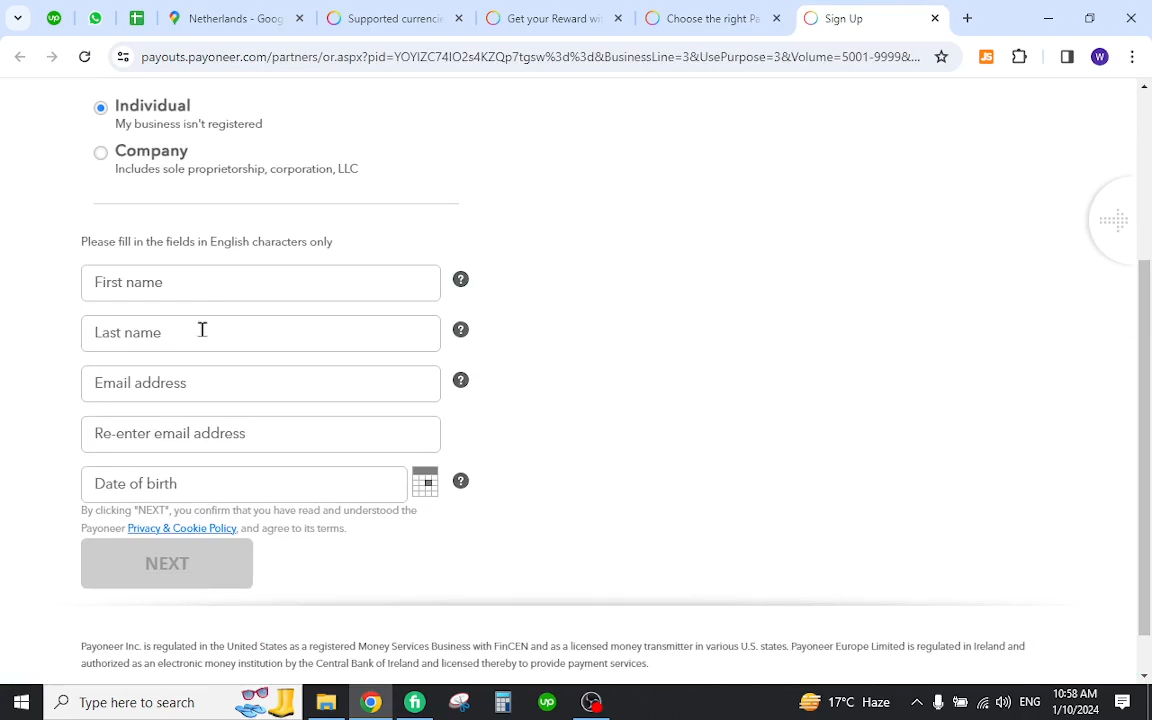 Netherlands - Goog
Supported currencie
Get your Reward wi
Choose the right Pa
Sign Up
payouts.payoneer.com/partners/or.aspx?pid=YOYIZC74IO2s4KZQp7tgsw%3d%3d&BusinessLine=3&UsePurpose=3&Volume=5001-9999&...
JS
W
Individual
My business isn't registered
Company
Includes sole proprietorship, corporation, LLC
Please fill in the fields in English characters only
First name
?
Last name
?
Email address
?
Re-enter email address
Date of birth
?
By clicking "NEXT", you confirm that you have read and understood the
Payoneer Privacy & Cookie Policy, and agree to its terms.
NEXT
Payoneer Inc. is regulated in the United States as a registered Money Services Business with FinCEN and as a licensed money transmitter in various U.S. states. Payoneer Europe Limited is regulated in Ireland and
authorized as an electronic money institution by the Central Bank of Ireland and licensed thereby to provide payment services.
Type here to search
fi
up
17°C Haze
ENG
10:58 AM
1/10/2024